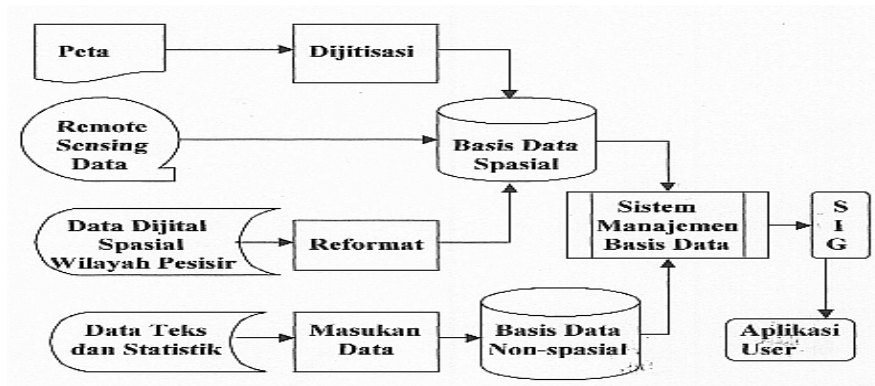 Peta
Dijitisasi
Remote
Sensing
Data
Basis Data
Spasial
Data Dijital
Spasial
Wilayah Pesisir
Reformat
Sistem
Manajemen
Basis Data
S
I
G
Data Teks
dan Statistik
Masukan
Data
Basis Data
Non-spasial
Aplikasi
User